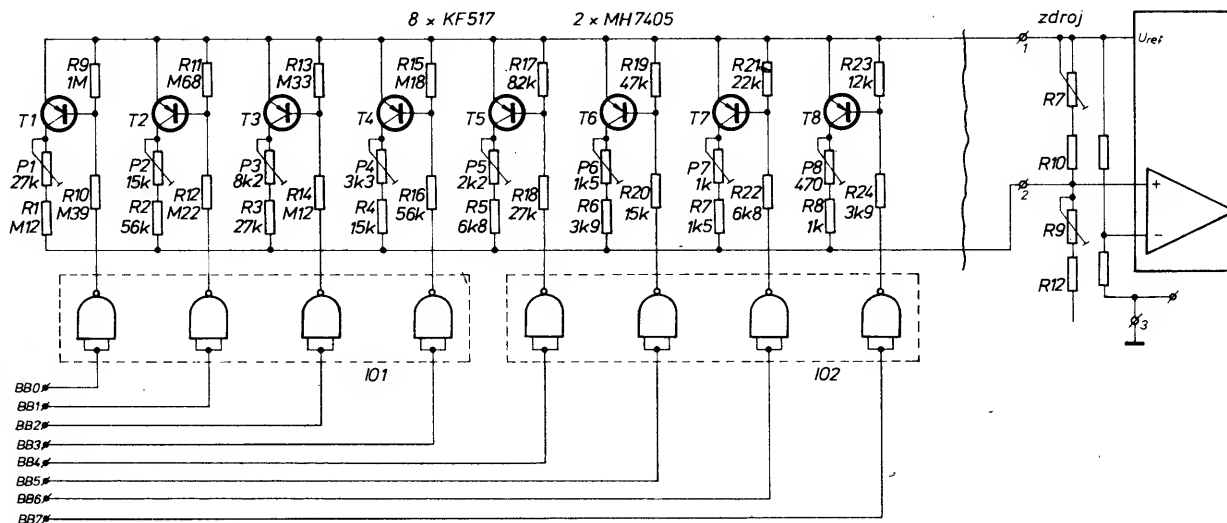 8 x KF517 2 x MH7405 zdroj
1
Uref
R9 1M
R11 M68
R13 M33
R15 M18
R17 82k
R19 47k
R21 22k
R23 12k
R7
T1 T2 T3 T4 T5 T6 T7 T8
P1 27k
P2 15k
P3 8k2
P4 3k3
P5 2k2
P6 1k5
P7 1k
P8 470
R10
R10 M39
R12 M22
R14 M12
R16 56k
R18 27k
R20 15k
R22 6k8
R24 3k9
2
+
R1 M12
R2 56k
R3 27k
R4 15k
R5 6k8
R6 3k9
R7 1k5
R8 1k
R9
−
R12
3
IO1 IO2
BB0
BB1
BB2
BB3
BB4
BB5
BB6
BB7